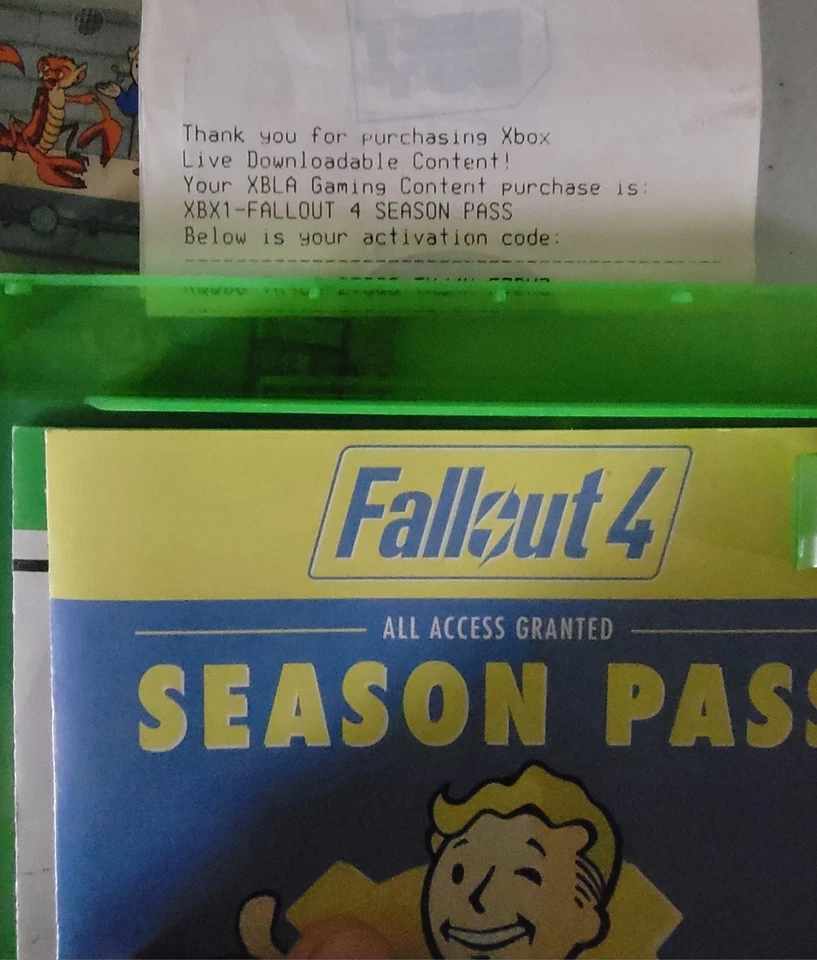 Thank you for purchasing Xbox
Live Downloadable Content!
Your XBLA Gaming Content purchase is:
XBX1-FALLOUT 4 SEASON PASS
Below is your activation code:
Fallout 4
ALL ACCESS GRANTED
SEASON PASS